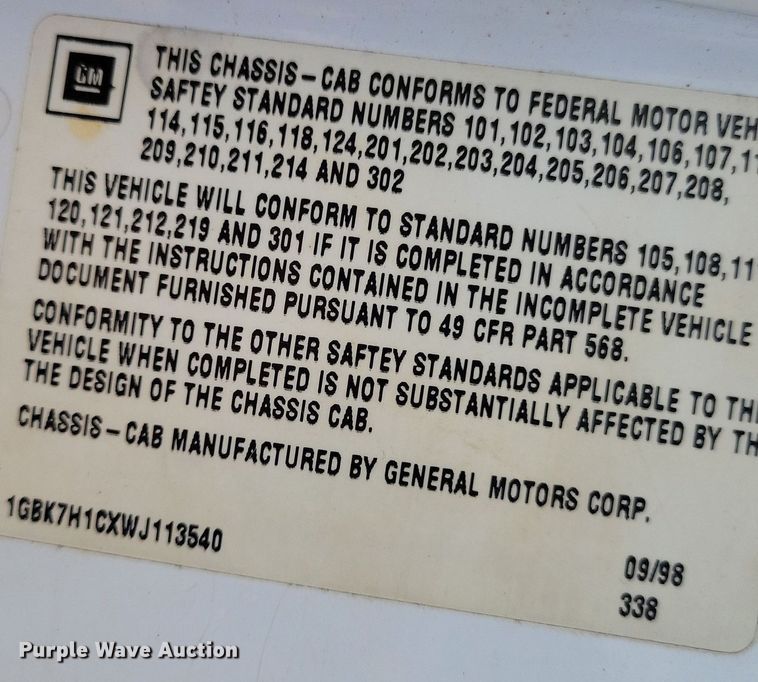 GM
THIS CHASSIS-CAB CONFORMS TO FEDERAL MOTOR
SAFTEY STANDARD NUMBERS 101,102,103,104,106,107,
114,115,116,118,124,201,202,203,204,205,206,207,208,
209,210,211,214 AND 302
THIS VEHICLE WILL CONFORM TO STANDARD NUMBERS 105,108,
120,121,212,219 AND 301 IF IT IS COMPLETED IN ACCORDANCE
WITH THE INSTRUCTIONS CONTAINED IN THE INCOMPLETE VEHICLE
DOCUMENT FURNISHED PURSUANT TO 49 CFR PART 568.
CONFORMITY TO THE OTHER SAFTEY STANDARDS APPLICABLE TO
VEHICLE WHEN COMPLETED IS NOT SUBSTANTIALLY AFFECTED BY
THE DESIGN OF THE CHASSIS CAB.
CHASSIS-CAB MANUFACTURED BY GENERAL MOTORS CORP.
1GBK7H1CXWJ113540
09/98
338
Purple Wave Auction